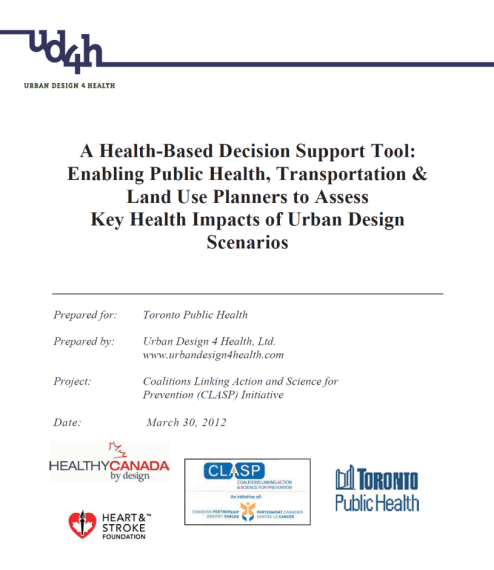 ud4h
URBAN DESIGN 4 HEALTH
A Health-Based Decision Support Tool:
Enabling Public Health, Transportation &
Land Use Planners to Assess
Key Health Impacts of Urban Design
Scenarios
Prepared for: Toronto Public Health
Prepared by: Urban Design 4 Health, Ltd.
www.urbandesign4health.com
Project: Coalitions Linking Action and Science for
Prevention (CLASP) Initiative
Date: March 30, 2012
HEALTHYCANADA
by design
CLASP
COALITIONS LINKING ACTION
& SCIENCE FOR PREVENTION
An initiative of:
CANADIAN PARTNERSHIP
AGAINST CANCER
PARTENARIAT CANADIEN
CONTRE LE CANCER
TORONTO
Public Health
HEART &™
STROKE
FOUNDATION